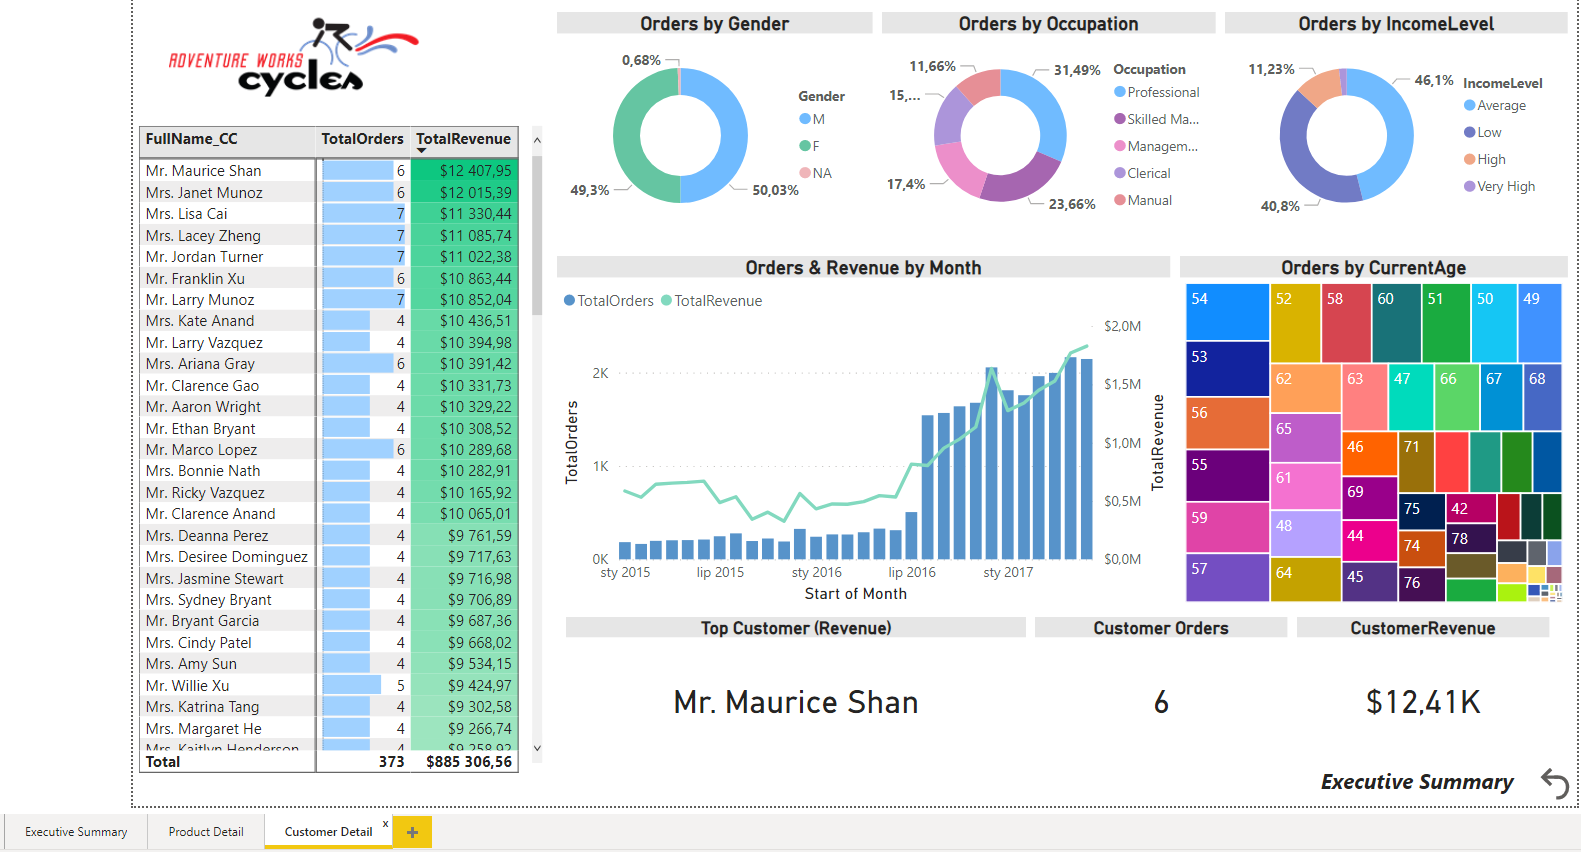 ADVENTURE WORKS
cycles
FullName_CC TotalOrders TotalRevenue
Mr. Maurice Shan 6 $12 407,95
Mrs. Janet Munoz 6 $12 015,39
Mrs. Lisa Cai 7 $11 330,44
Mrs. Lacey Zheng 7 $11 085,74
Mr. Jordan Turner 7 $11 022,38
Mr. Franklin Xu 6 $10 863,44
Mr. Larry Munoz 7 $10 852,04
Mrs. Kate Anand 4 $10 436,51
Mr. Larry Vazquez 4 $10 394,98
Mrs. Ariana Gray 6 $10 391,42
Mr. Clarence Gao 4 $10 331,73
Mr. Aaron Wright 4 $10 329,22
Mr. Ethan Bryant 4 $10 308,52
Mr. Marco Lopez 6 $10 289,68
Mrs. Bonnie Nath 4 $10 282,91
Mr. Ricky Vazquez 4 $10 165,92
Mr. Clarence Anand 4 $10 065,01
Mrs. Deanna Perez 4 $9 761,59
Mrs. Desiree Dominguez 4 $9 717,63
Mrs. Jasmine Stewart 4 $9 716,98
Mrs. Sydney Bryant 4 $9 706,89
Mr. Bryant Garcia 4 $9 687,36
Mrs. Cindy Patel 4 $9 668,02
Mrs. Amy Sun 4 $9 534,15
Mr. Willie Xu 5 $9 424,97
Mrs. Katrina Tang 4 $9 302,58
Mrs. Margaret He 4 $9 266,74
Mrs. Kaitlyn Henderson 4 $9 258,92
Total 373 $885 306,56
Orders by Gender
0,68%
49,3%
50,03%
Gender
M
F
NA
Orders by Occupation
11,66%
15,...
17,4%
31,49%
23,66%
Occupation
Professional
Skilled Ma...
Managem...
Clerical
Manual
Orders by IncomeLevel
11,23%
46,1%
40,8%
IncomeLevel
Average
Low
High
Very High
Orders & Revenue by Month
TotalOrders TotalRevenue
TotalOrders
2K
1K
0K
$2,0M
$1,5M
$1,0M
$0,5M
$0,0M
TotalRevenue
sty 2015 lip 2015 sty 2016 lip 2016 sty 2017
Start of Month
Orders by CurrentAge
54 52 58 60 51 50 49
53
62 63 47 66 67 68
56
65
46 71
55
61
69
75 42
59
48
44
74
78
57
64
45
76
Top Customer (Revenue)
Mr. Maurice Shan
Customer Orders
6
CustomerRevenue
$12,41K
Executive Summary
Executive Summary Product Detail Customer Detail x +